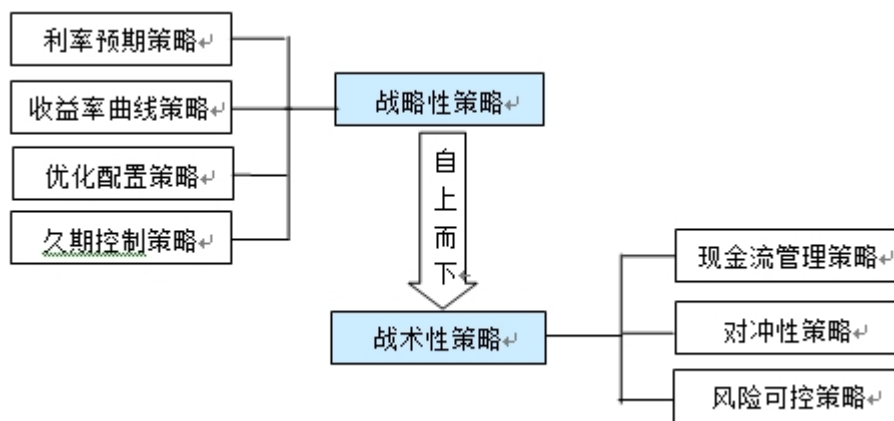 利率预期策略
收益率曲线策略
优化配置策略
久期控制策略
战略性策略
自
上
而
下
战术性策略
现金流管理策略
对冲性策略
风险可控策略